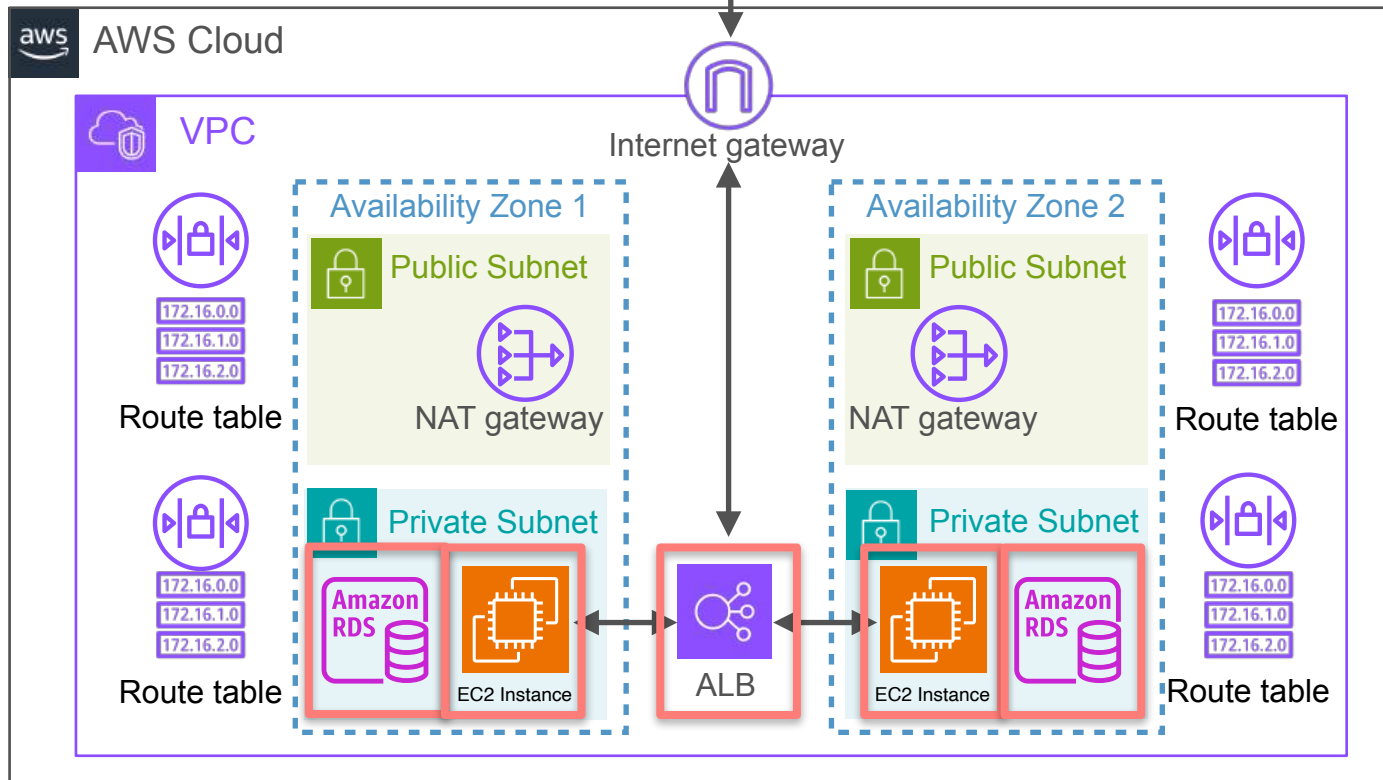 aws
AWS Cloud
VPC
Internet gateway
Availability Zone 1
Availability Zone 2
Public Subnet
Public Subnet
172.16.0.0
172.16.1.0
172.16.2.0
Route table
NAT gateway
NAT gateway
172.16.0.0
172.16.1.0
172.16.2.0
Route table
Private Subnet
Private Subnet
172.16.0.0
172.16.1.0
172.16.2.0
Route table
Amazon
RDS
EC2 Instance
ALB
EC2 Instance
Amazon
RDS
172.16.0.0
172.16.1.0
172.16.2.0
Route table